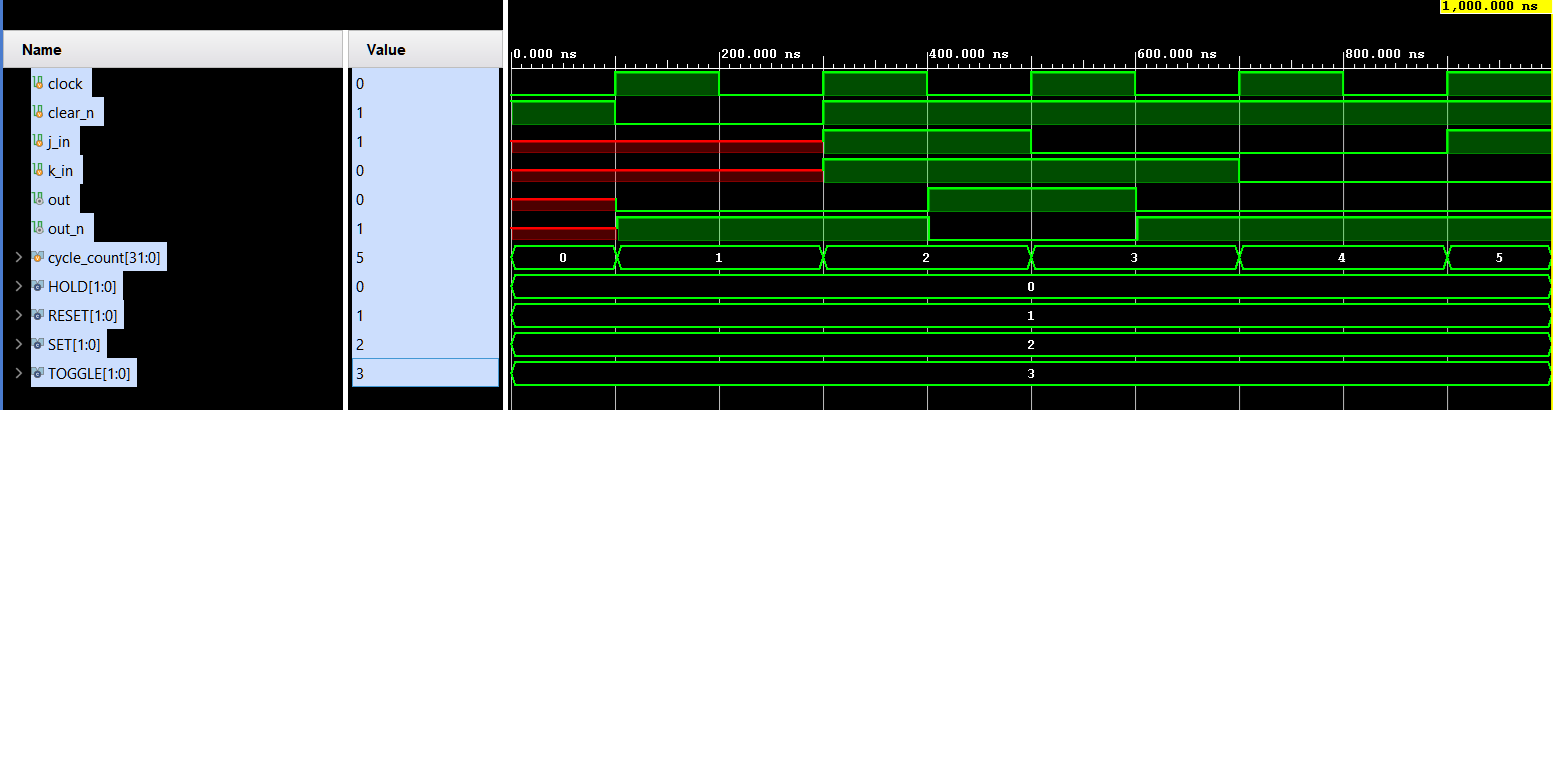 1,000.000 ns
Name Value
0.000 ns 200.000 ns 400.000 ns 600.000 ns 800.000 ns
clock 0
clear_n 1
j_in 1
k_in 0
out 0
out_n 1
cycle_count[31:0] 5 0 1 2 3 4 5
HOLD[1:0] 0 0
RESET[1:0] 1 1
SET[1:0] 2 2
TOGGLE[1:0] 3 3